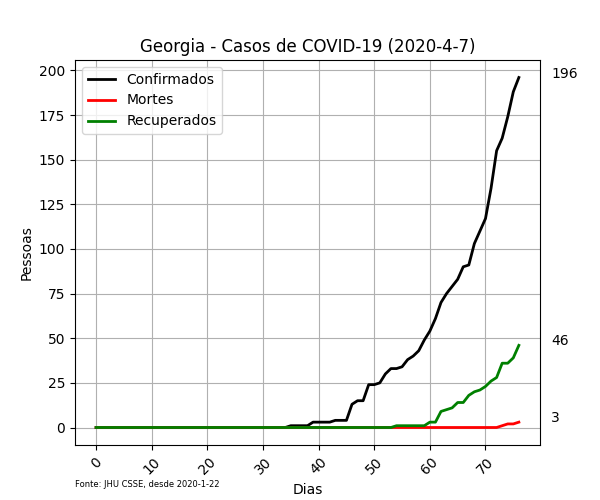 Georgia - Casos de COVID-19 (2020-4-7)
Confirmados
Mortes
Recuperados
Pessoas
200
175
150
125
100
75
50
25
0
196
46
3
0
10
20
30
40
50
60
70
Dias
Fonte: JHU CSSE, desde 2020-1-22